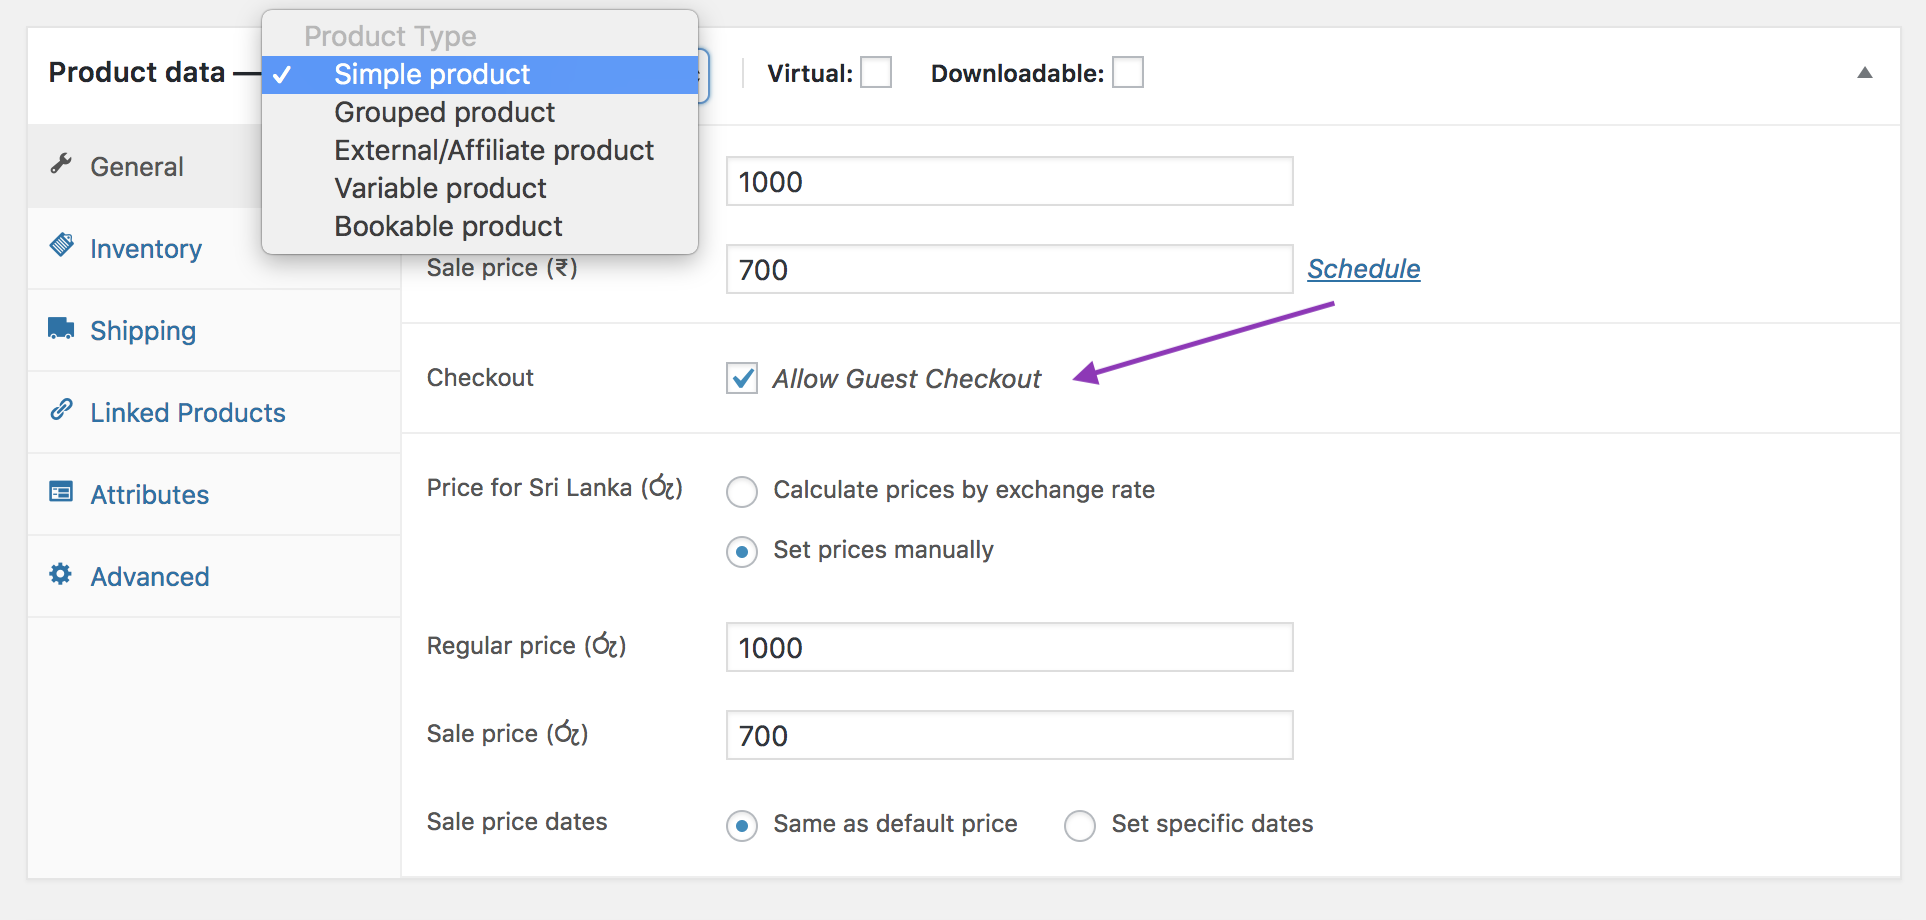 Product Type
Product data — ✓ Simple product Virtual: Downloadable:
Grouped product
External/Affiliate product
Variable product
Bookable product
General
Inventory
Shipping
Linked Products
Attributes
Advanced
1000
Sale price (₹) 700 Schedule
Checkout Allow Guest Checkout
Price for Sri Lanka (රු) Calculate prices by exchange rate
Set prices manually
Regular price (රු) 1000
Sale price (රු) 700
Sale price dates Same as default price Set specific dates